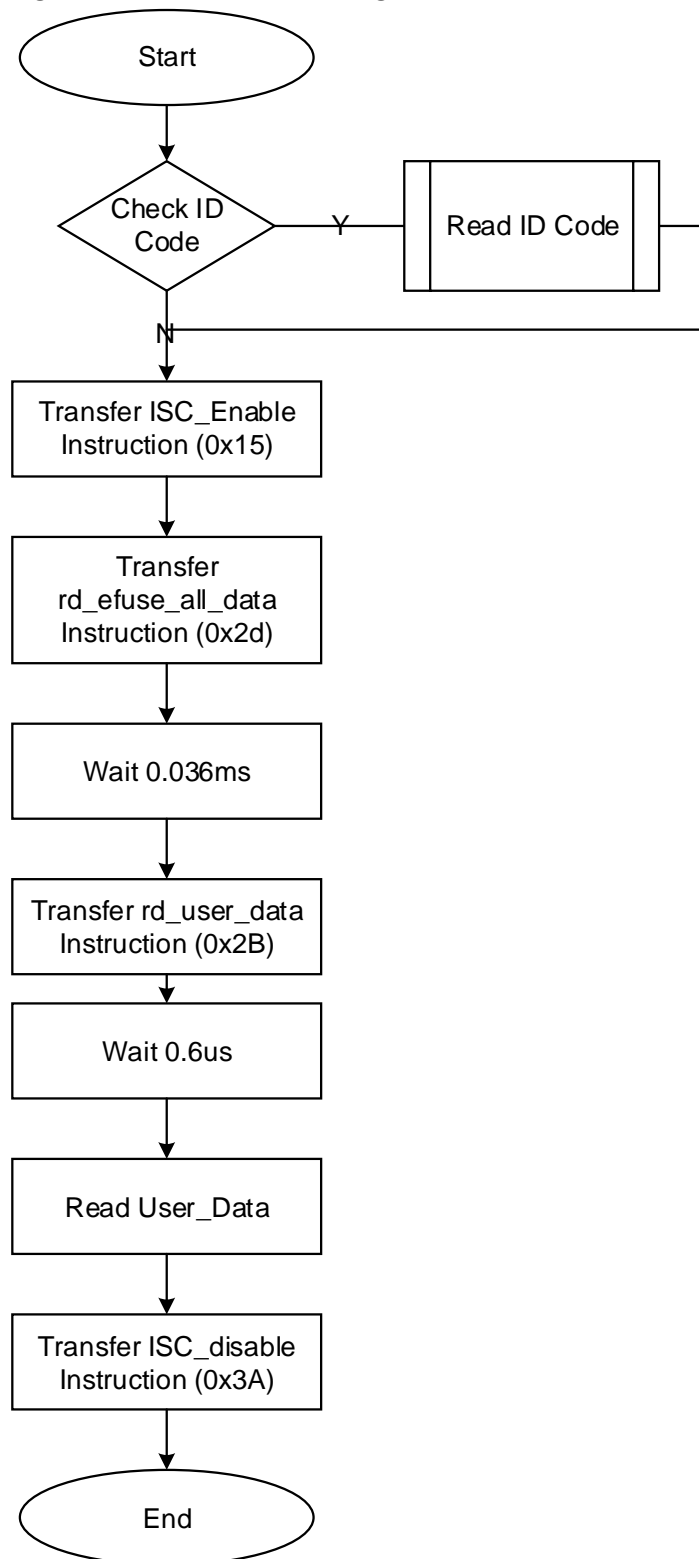 Start
Check ID
Code
Y
Read ID Code
N
Transfer ISC_Enable
Instruction (0x15)
Transfer
rd_efuse_all_data
Instruction (0x2d)
Wait 0.036ms
Transfer rd_user_data
Instruction (0x2B)
Wait 0.6us
Read User_Data
Transfer ISC_disable
Instruction (0x3A)
End